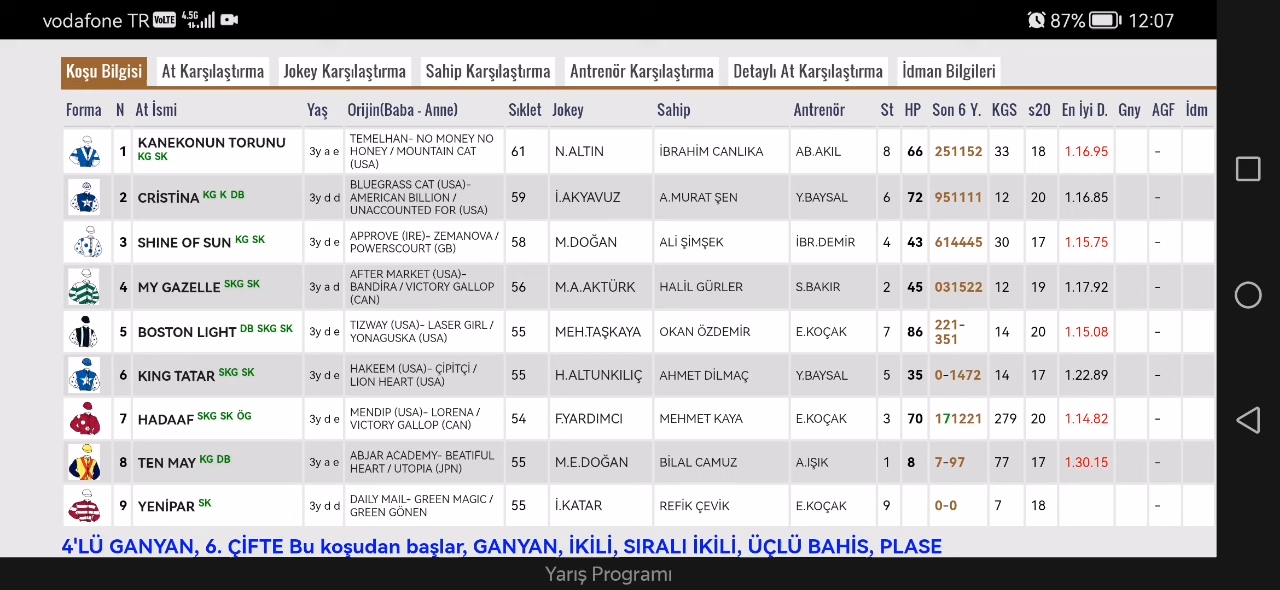 vodafone TR VoLTE 4.5G 87% 12:07
Koşu Bilgisi At Karşılaştırma Jokey Karşılaştırma Sahip Karşılaştırma Antrenör Karşılaştırma Detaylı At Karşılaştırma İdman Bilgileri
Forma N At İsmi Yaş Orijin(Baba - Anne) Sıklet Jokey Sahip Antrenör St HP Son 6 Y. KGS s20 En İyi D. Gny AGF İdm
1 KANEKONUN TORUNU KG SK 3y a e TEMELHAN- NO MONEY NO HONEY / MOUNTAIN CAT (USA) 61 N.ALTIN İBRAHİM CANLIKA AB.AKIL 8 66 251152 33 18 1.16.95 -
2 CRİSTİNA KG K DB 3y d d BLUEGRASS CAT (USA)- AMERICAN BILLION / UNACCOUNTED FOR (USA) 59 İ.AKYAVUZ A.MURAT ŞEN Y.BAYSAL 6 72 951111 12 20 1.16.85 -
3 SHINE OF SUN KG SK 3y d e APPROVE (IRE)- ZEMANOVA / POWERSCOURT (GB) 58 M.DOĞAN ALİ ŞİMŞEK İBR.DEMİR 4 43 614445 30 17 1.15.75 -
4 MY GAZELLE SKG SK 3y a d AFTER MARKET (USA)- BANDİRA / VICTORY GALLOP (CAN) 56 M.A.AKTÜRK HALİL GÜRLER S.BAKIR 2 45 031522 12 19 1.17.92 -
5 BOSTON LIGHT DB SKG SK 3y d e TIZWAY (USA)- LASER GIRL / YONAGUSKA (USA) 55 MEH.TAŞKAYA OKAN ÖZDEMİR E.KOÇAK 7 86 221-351 14 20 1.15.08 -
6 KING TATAR SKG SK 3y d e HAKEEM (USA)- ÇİPİTÇİ / LION HEART (USA) 55 H.ALTUNKILIÇ AHMET DİLMAÇ Y.BAYSAL 5 35 0-1472 14 17 1.22.89 -
7 HADAAF SKG SK ÖG 3y d e MENDIP (USA)- LORENA / VICTORY GALLOP (CAN) 54 F.YARDIMCI MEHMET KAYA E.KOÇAK 3 70 171221 279 20 1.14.82 -
8 TEN MAY KG DB 3y a e ABJAR ACADEMY- BEATIFUL HEART / UTOPIA (JPN) 55 M.E.DOĞAN BİLAL CAMUZ A.IŞIK 1 8 7-97 77 17 1.30.15 -
9 YENİPAR SK 3y d d DAILY MAIL- GREEN MAGIC / GREEN GÖNEN 55 İ.KATAR REFİK ÇEVİK E.KOÇAK 9 0-0 7 18 -
4'LÜ GANYAN, 6. ÇİFTE Bu koşudan başlar, GANYAN, İKİLİ, SIRALI İKİLİ, ÜÇLÜ BAHİS, PLASE
Yarış Programı